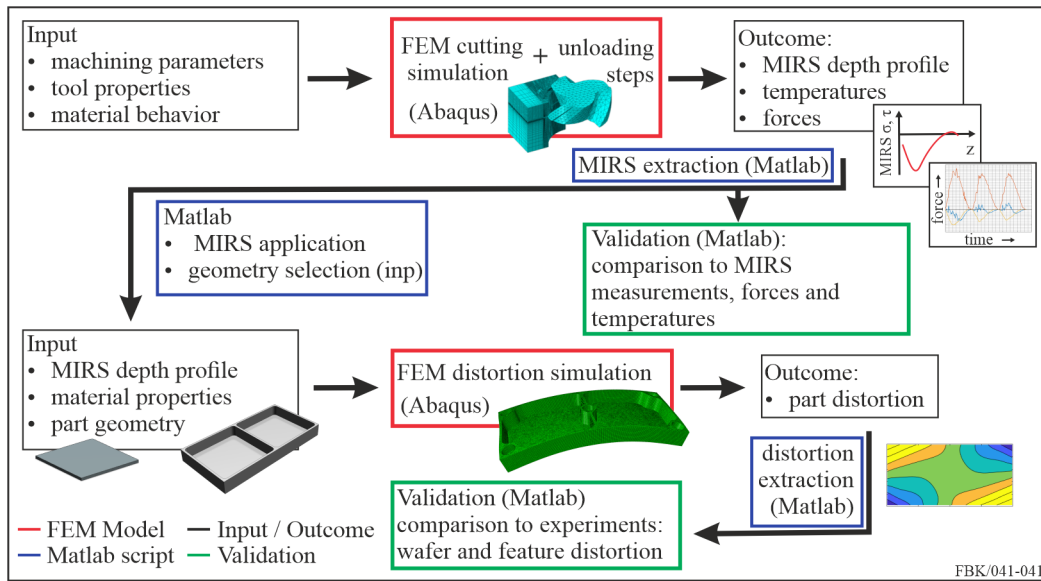 Input
• machining parameters
• tool properties
• material behavior
FEM cutting
simulation
(Abaqus)
+ unloading
steps
Outcome:
• MIRS depth profile
• temperatures
• forces
MIRS σ, τ
z
force →
time →
MIRS extraction (Matlab)
Matlab
• MIRS application
• geometry selection (inp)
Validation (Matlab):
comparison to MIRS
measurements, forces and
temperatures
Input
• MIRS depth profile
• material properties
• part geometry
FEM distortion simulation
(Abaqus)
Outcome:
• part distortion
distortion
extraction
(Matlab)
Validation (Matlab)
comparison to experiments:
wafer and feature distortion
FEM Model
Input / Outcome
Matlab script
Validation
FBK/041-041